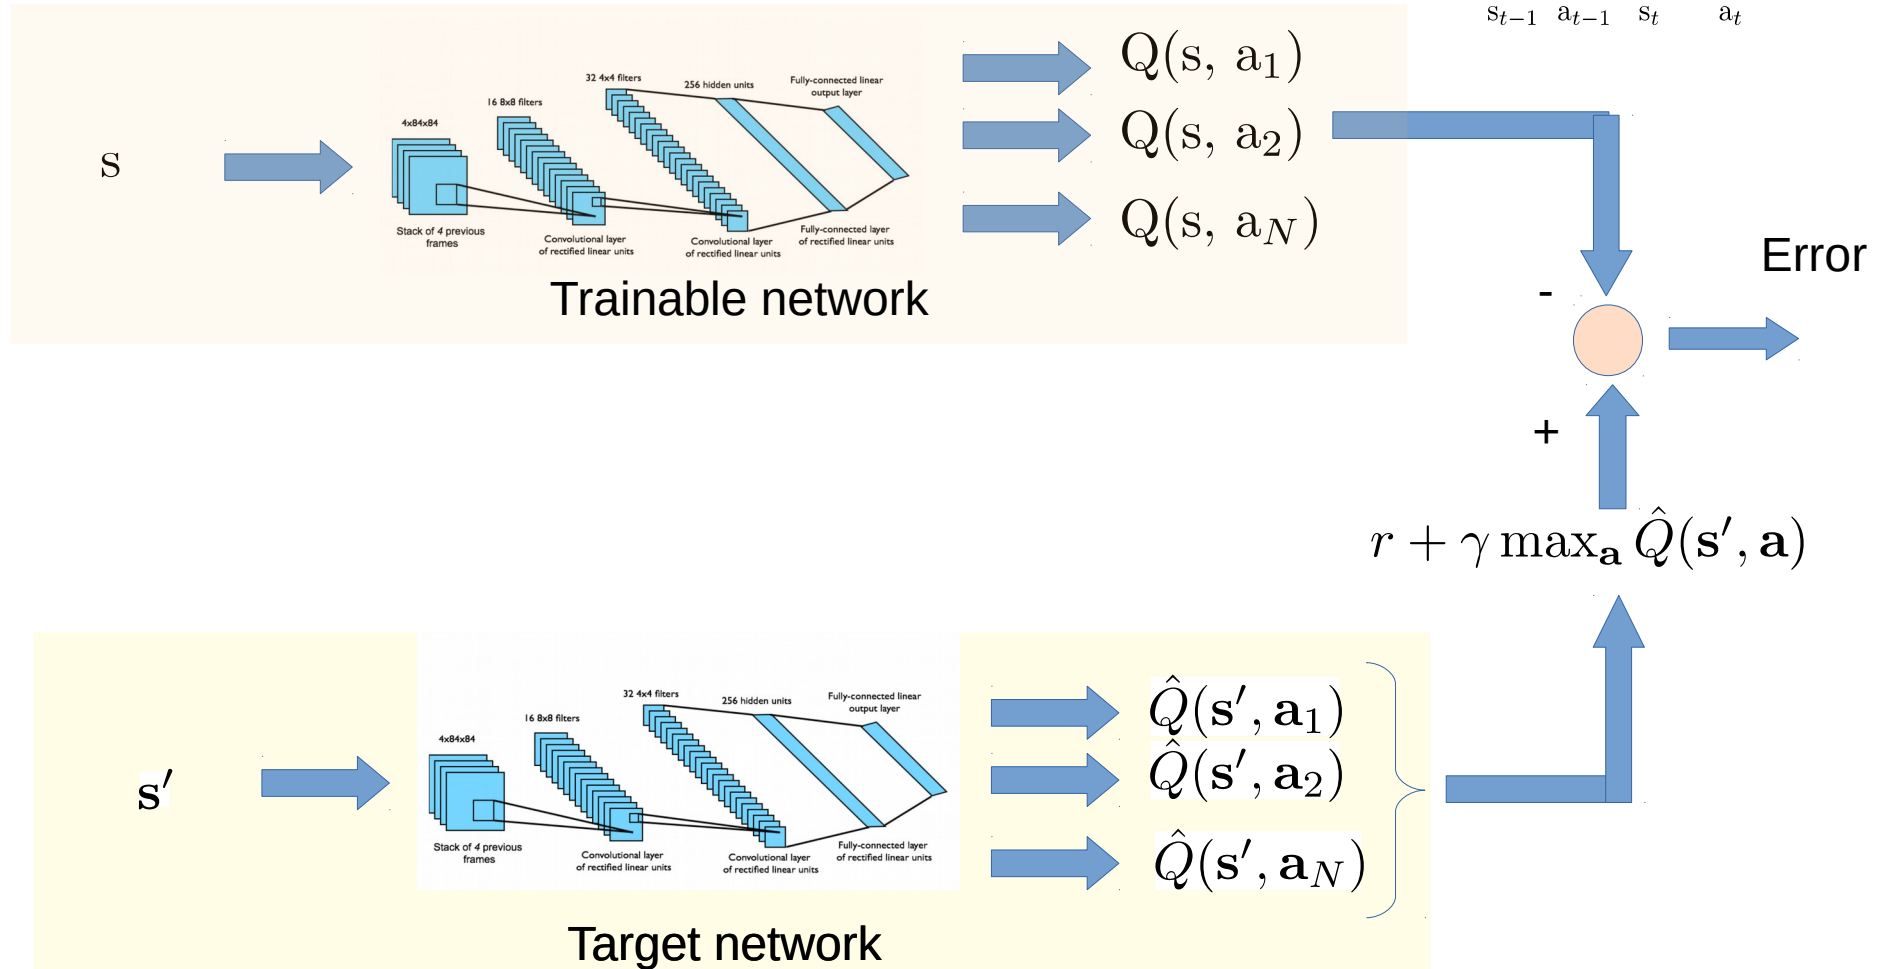 s_{t-1} a_{t-1} s_t a_t
s
4x84x84
16 8x8 filters
32 4x4 filters
256 hidden units
Fully-connected linear
output layer
Stack of 4 previous
frames
Convolutional layer
of rectified linear units
Convolutional layer
of rectified linear units
Fully-connected layer
of rectified linear units
Trainable network
Q(s, a_1)
Q(s, a_2)
Q(s, a_N)
-
Error
+
r + γ max_a Q̂(s′, a)
s′
4x84x84
16 8x8 filters
32 4x4 filters
256 hidden units
Fully-connected linear
output layer
Stack of 4 previous
frames
Convolutional layer
of rectified linear units
Convolutional layer
of rectified linear units
Fully-connected layer
of rectified linear units
Target network
Q̂(s′, a_1)
Q̂(s′, a_2)
Q̂(s′, a_N)